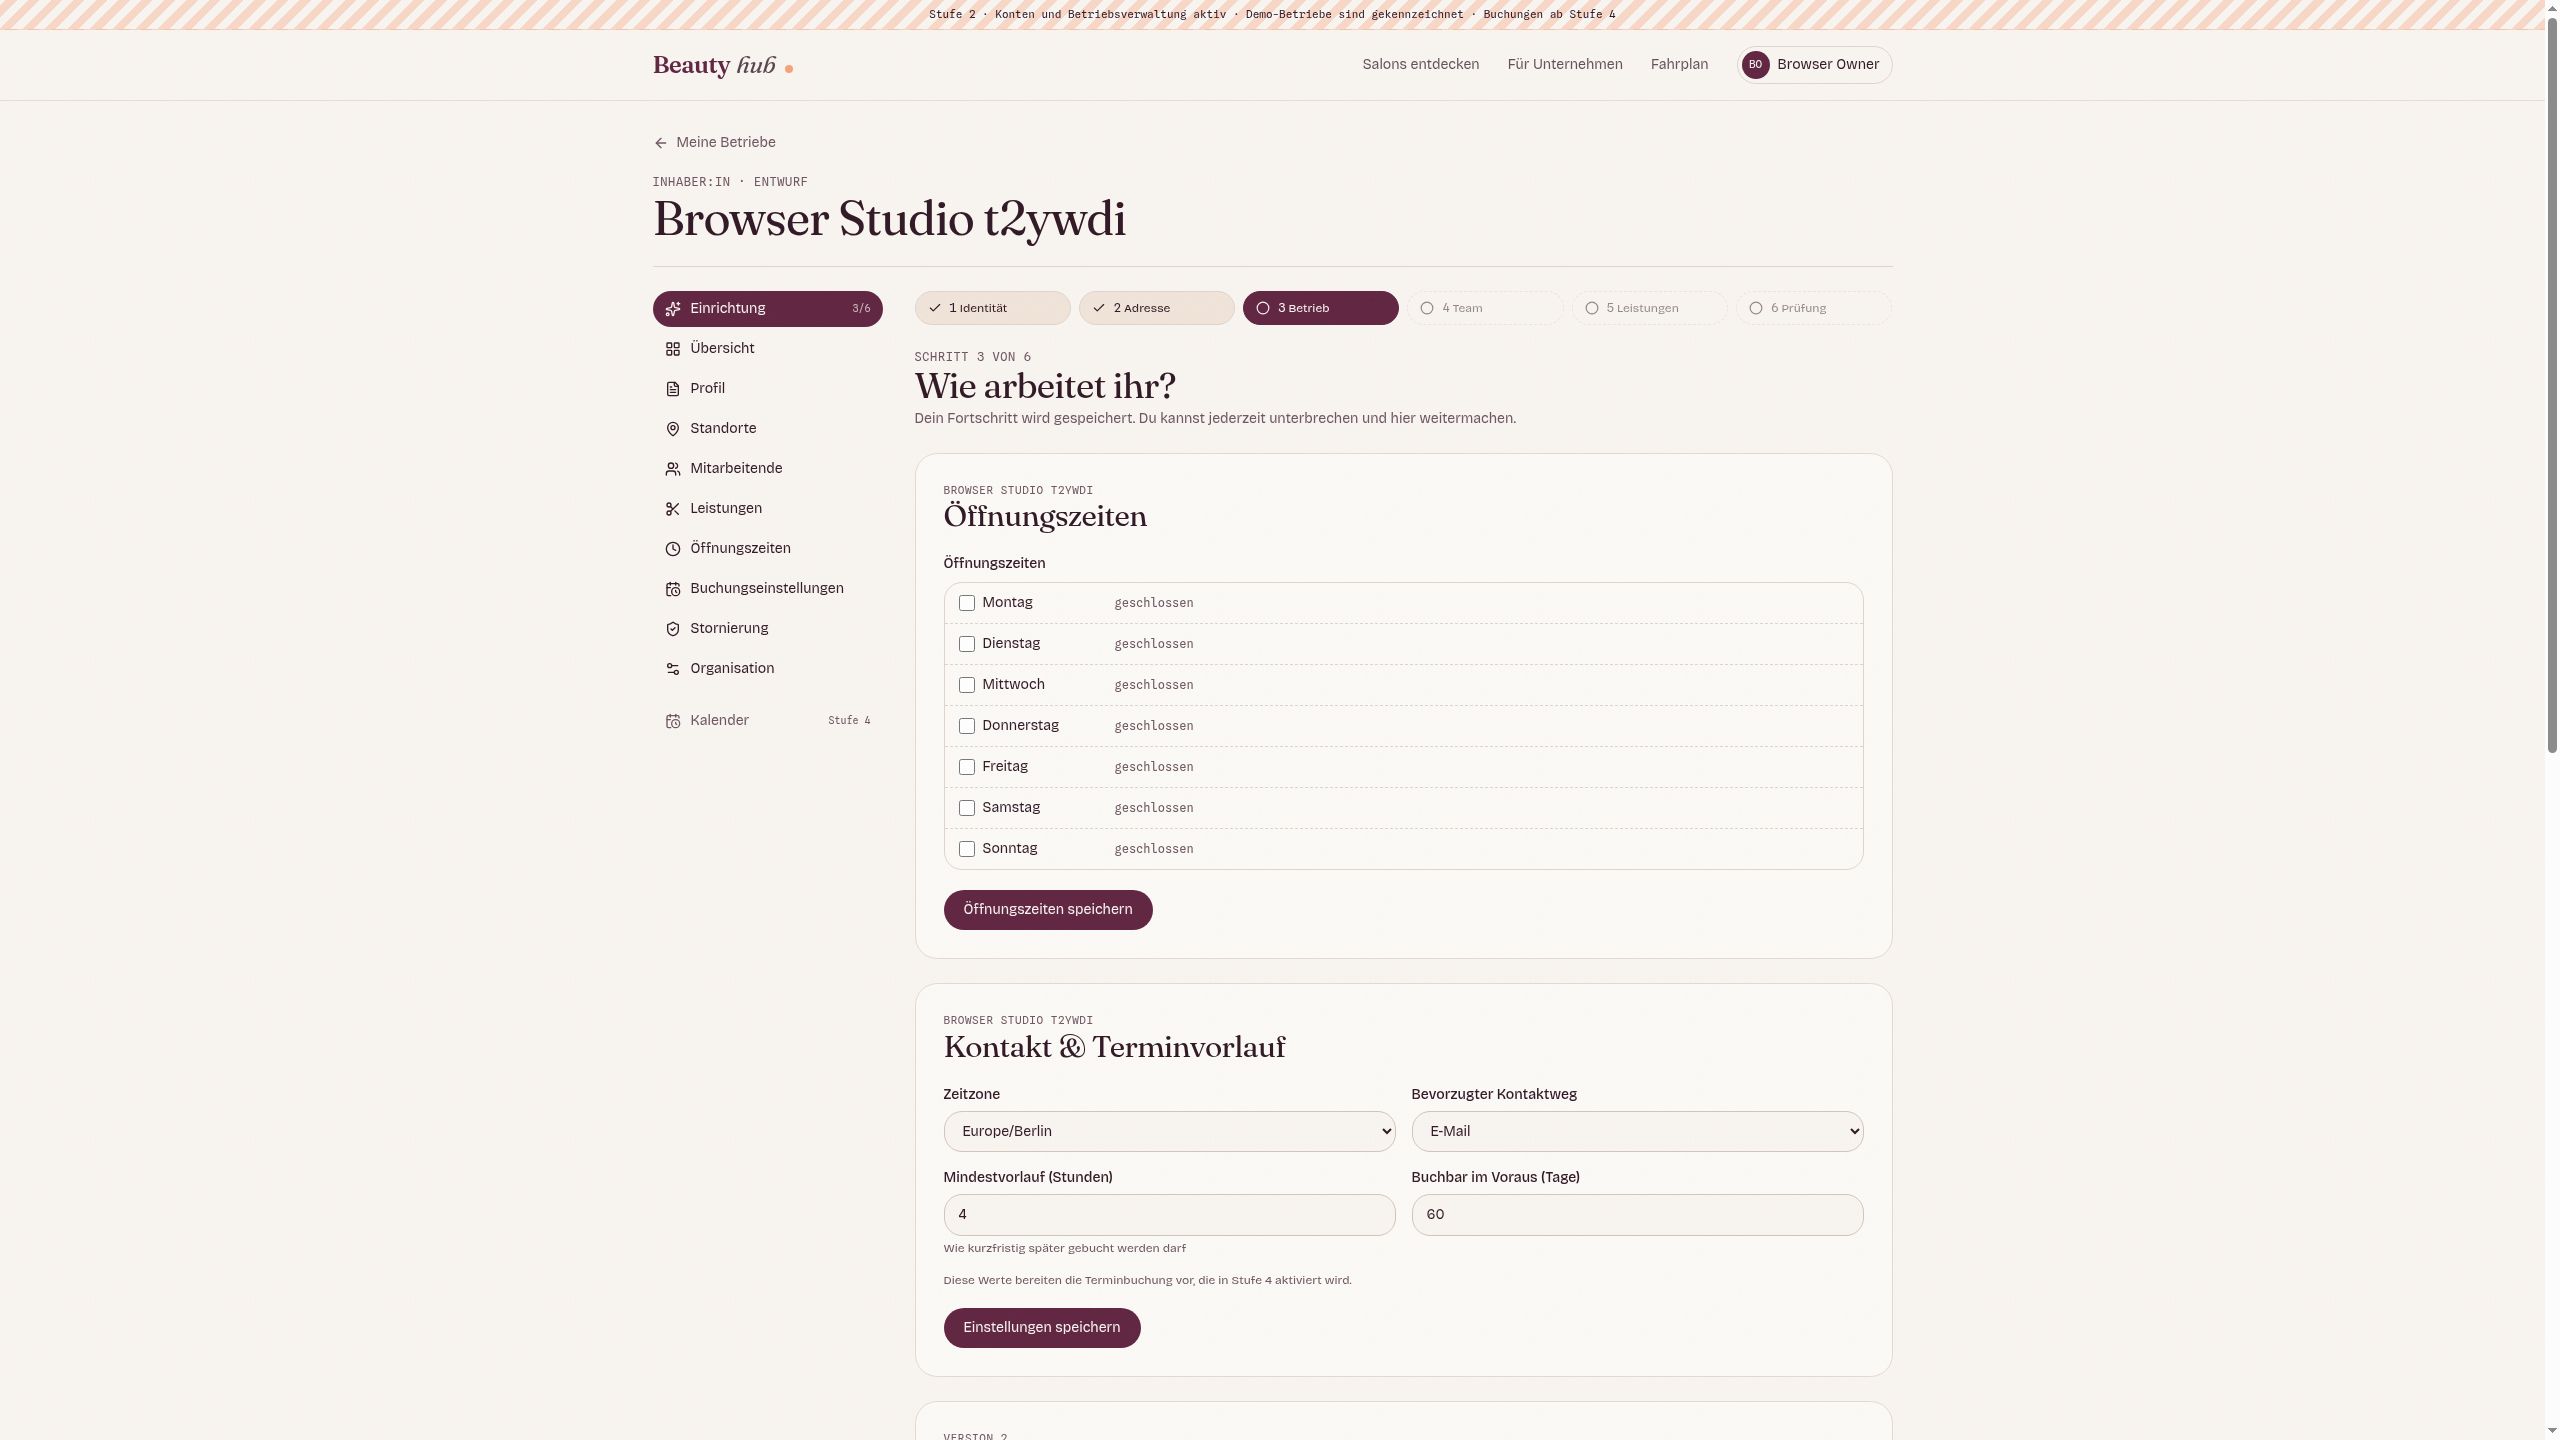 Stufe 2 · Konten und Betriebsverwaltung aktiv · Demo-Betriebe sind gekennzeichnet · Buchungen ab Stufe 4
Beauty hub
Salons entdecken
Für Unternehmen
Fahrplan
BO
Browser Owner
Meine Betriebe
INHABER:IN · ENTWURF
Browser Studio t2ywdi
Einrichtung 3/6
Übersicht
Profil
Standorte
Mitarbeitende
Leistungen
Öffnungszeiten
Buchungseinstellungen
Stornierung
Organisation
Kalender Stufe 4
1 Identität
2 Adresse
3 Betrieb
4 Team
5 Leistungen
6 Prüfung
SCHRITT 3 VON 6
Wie arbeitet ihr?
Dein Fortschritt wird gespeichert. Du kannst jederzeit unterbrechen und hier weitermachen.
BROWSER STUDIO T2YWDI
Öffnungszeiten
Öffnungszeiten
Montag geschlossen
Dienstag geschlossen
Mittwoch geschlossen
Donnerstag geschlossen
Freitag geschlossen
Samstag geschlossen
Sonntag geschlossen
Öffnungszeiten speichern
BROWSER STUDIO T2YWDI
Kontakt & Terminvorlauf
Zeitzone
Europe/Berlin
Bevorzugter Kontaktweg
E-Mail
Mindestvorlauf (Stunden)
4
Wie kurzfristig später gebucht werden darf
Buchbar im Voraus (Tage)
60
Diese Werte bereiten die Terminbuchung vor, die in Stufe 4 aktiviert wird.
Einstellungen speichern
VERSION 2